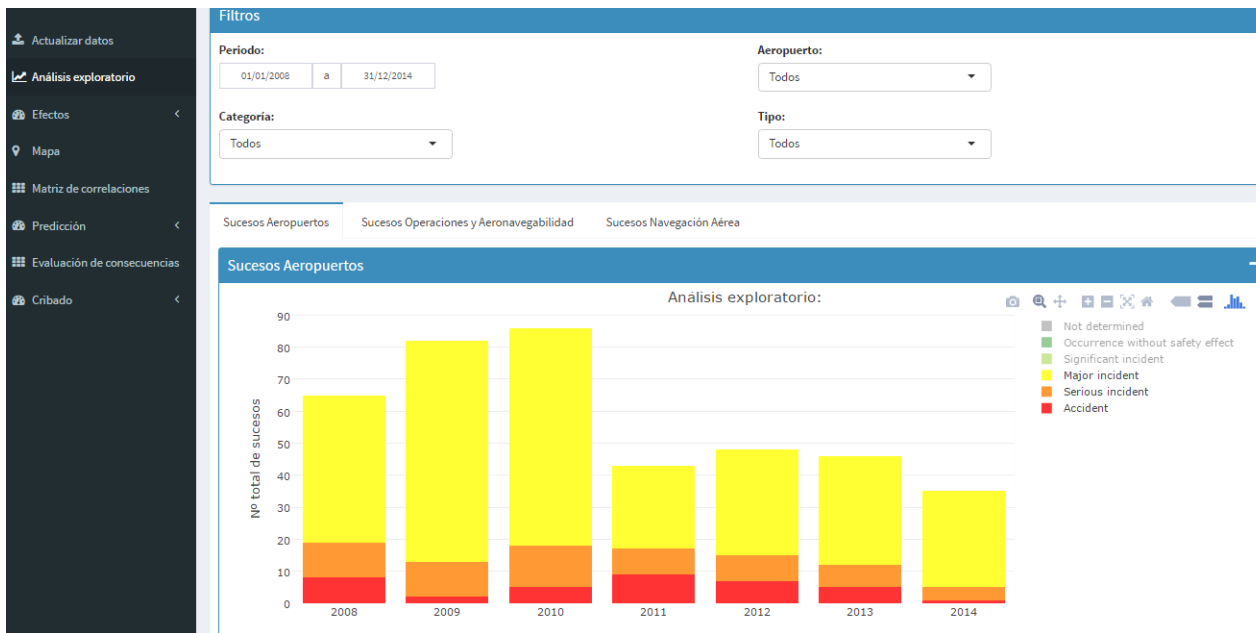 Actualizar datos
Análisis exploratorio
Efectos
Mapa
Matriz de correlaciones
Predicción
Evaluación de consecuencias
Cribado
Filtros
Periodo:
01/01/2008 a 31/12/2014
Aeropuerto:
Todos
Categoría:
Todos
Tipo:
Todos
Sucesos Aeropuertos
Sucesos Operaciones y Aeronavegabilidad
Sucesos Navegación Aérea
Sucesos Aeropuertos
Análisis exploratorio:
Nº total de sucesos
90
80
70
60
50
40
30
20
10
0
2008 2009 2010 2011 2012 2013 2014
Not determined
Occurrence without safety effect
Significant incident
Major incident
Serious incident
Accident